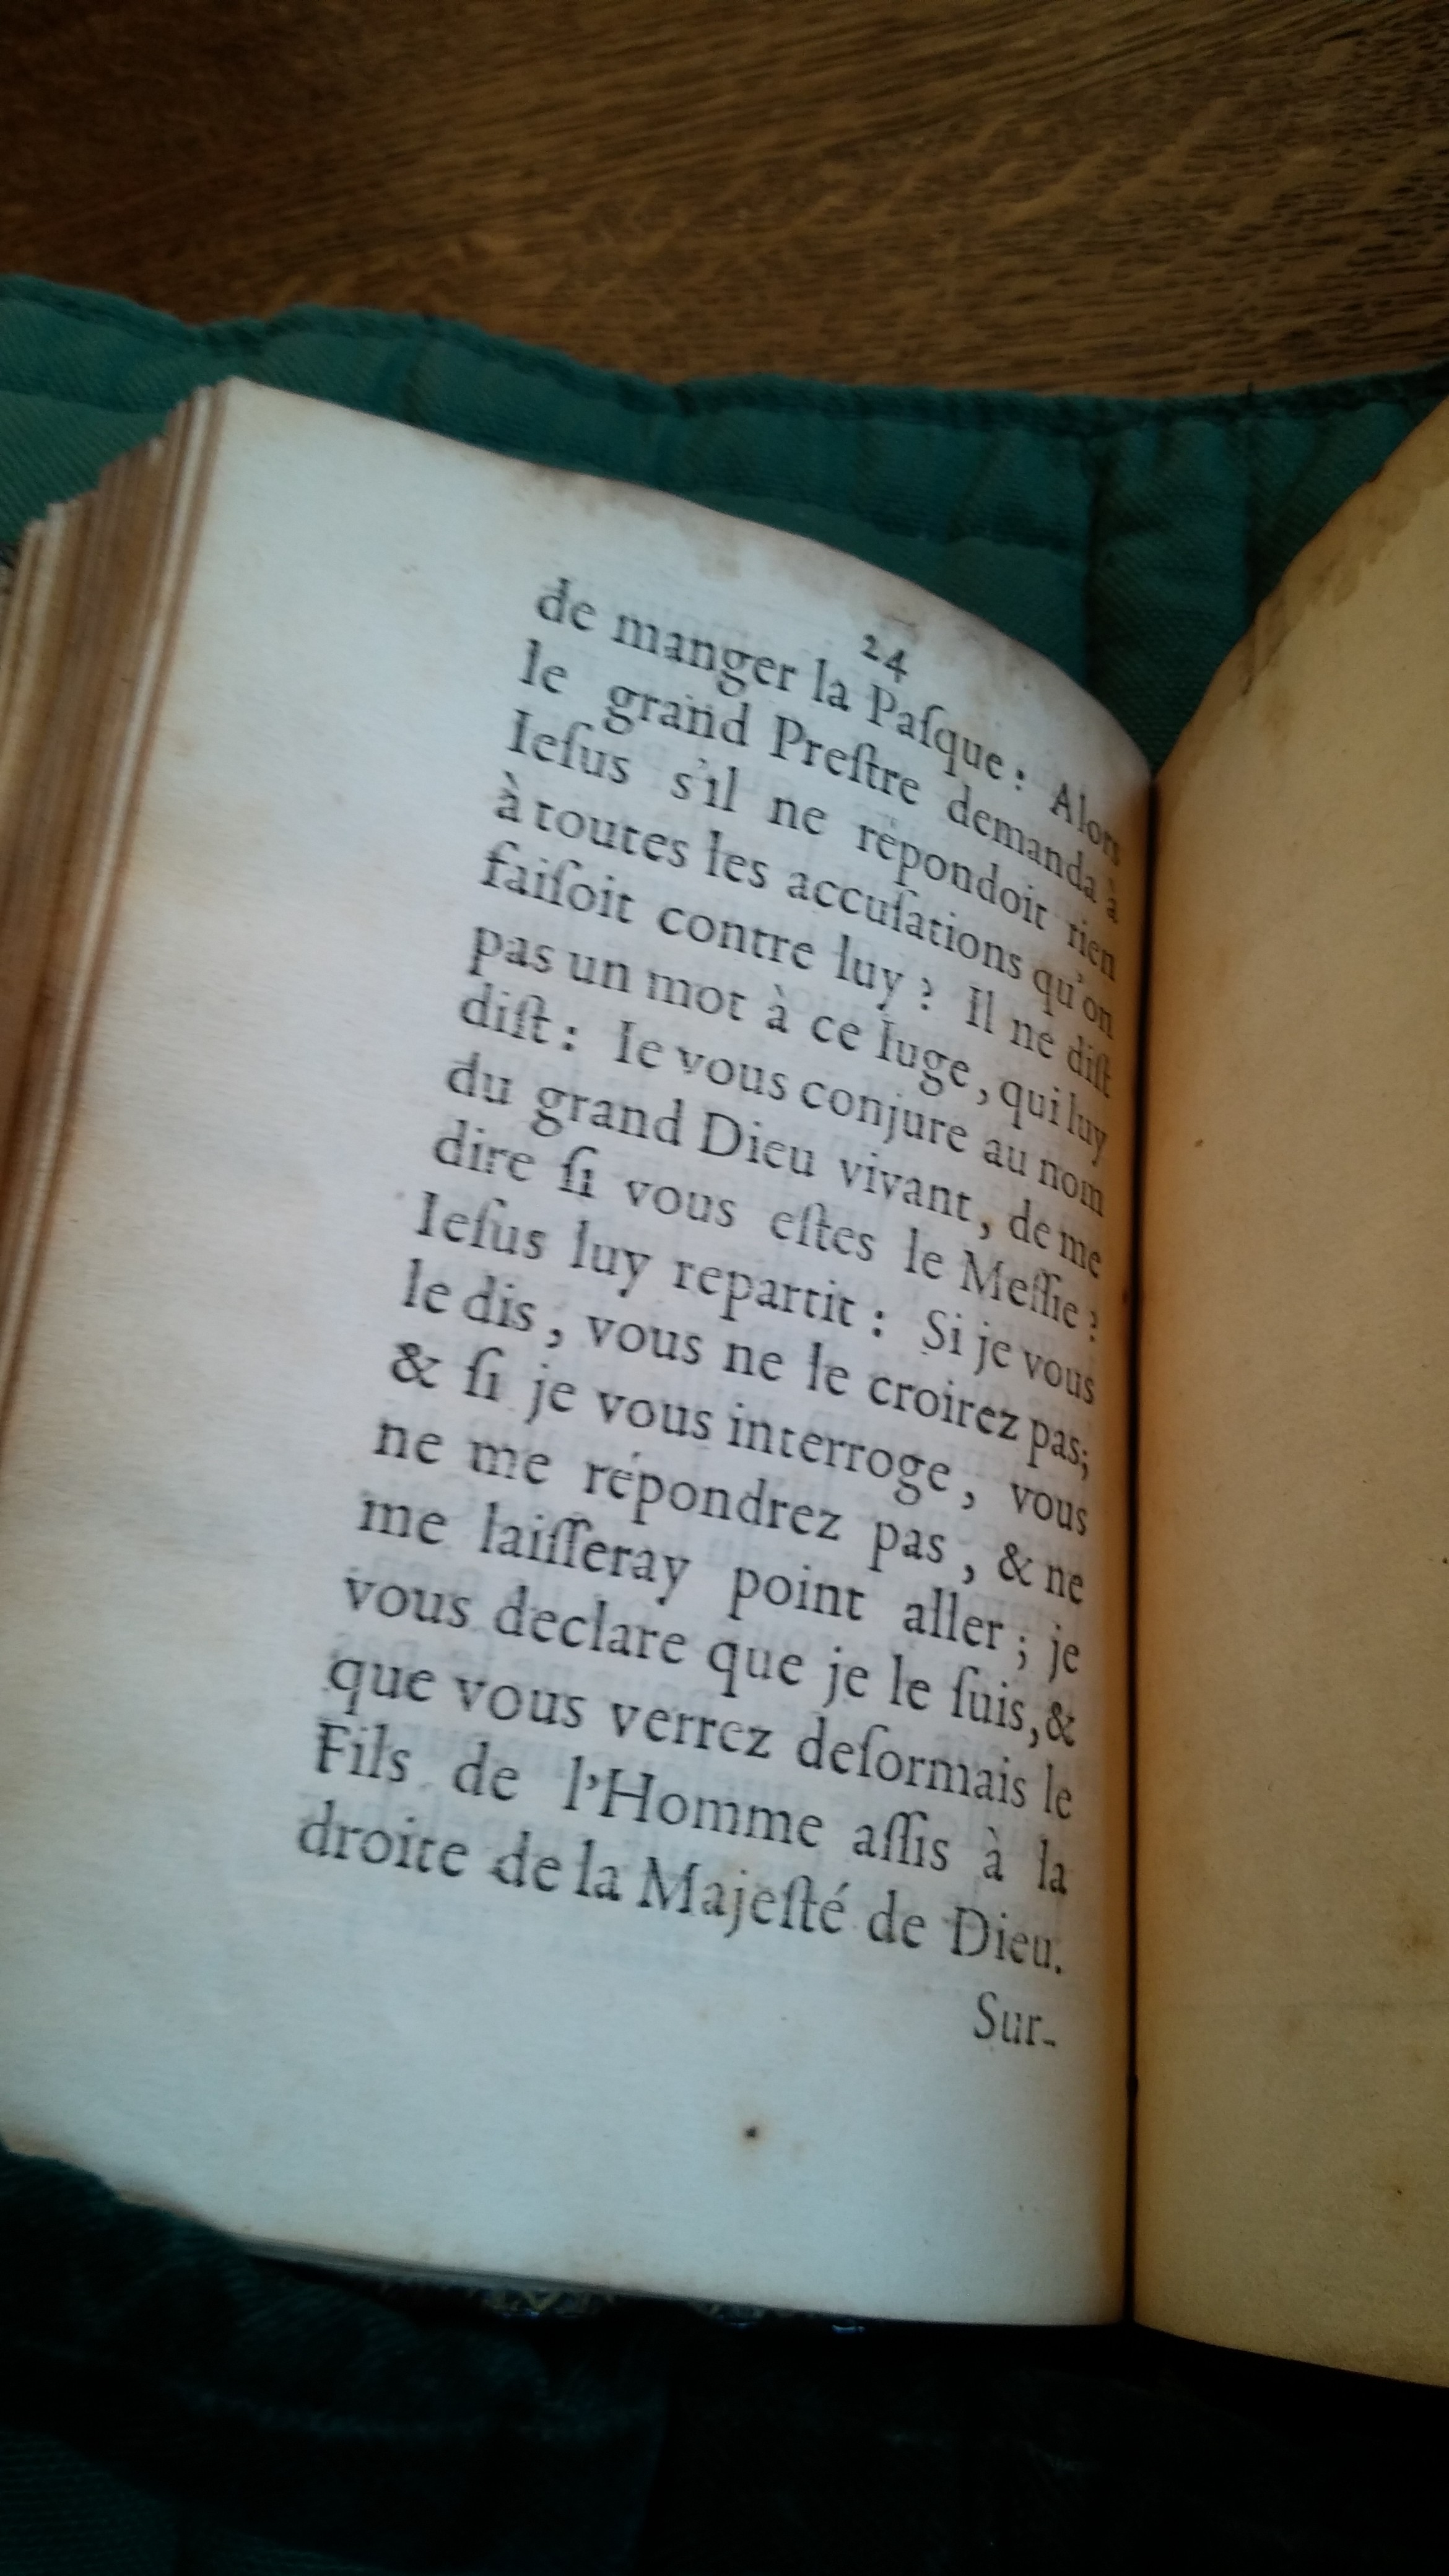 24
de manger la Paſque : Alors
le grand Preſtre demanda à
Ieſus s'il ne répondoit rien
à toutes les accuſations qu'on
faiſoit contre luy ? Il ne diſt
pas un mot à ce Iuge, qui luy
diſt : Ie vous conjure au nom
du grand Dieu vivant, de me
dire ſi vous eſtes le Meſſie ?
Ieſus luy repartit : Si je vous
le dis, vous ne le croirez pas;
& ſi je vous interroge, vous
ne me répondrez pas, & ne
me laiſſeray point aller ; je
vous declare que je le ſuis, &
que vous verrez deſormais le
Fils de l'Homme aſſis à la
droite de la Majeſté de Dieu.
Sur-